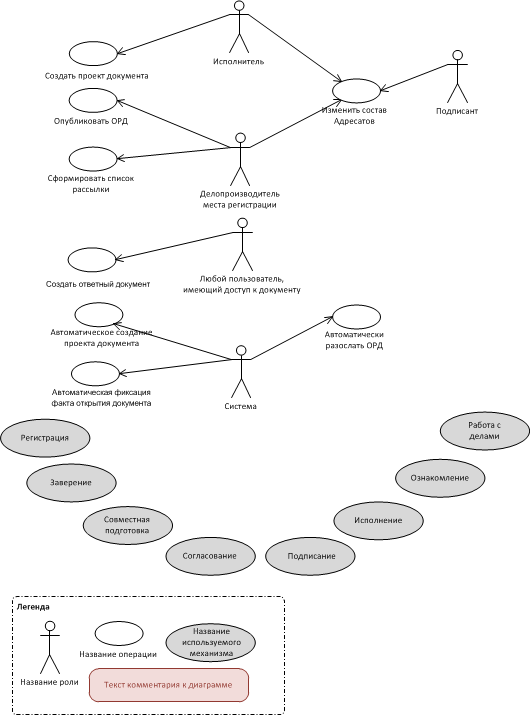 Исполнитель
Создать проект документа
Опубликовать ОРД
Изменить состав
Адресатов
Подписант
Сформировать список
рассылки
Делопроизводитель
места регистрации
Создать ответный документ
Любой пользователь,
имеющий доступ к документу
Автоматическое создание
проекта документа
Автоматически
разослать ОРД
Автоматическая фиксация
факта открытия документа
Система
Регистрация
Работа с
делами
Заверение
Ознакомление
Совместная
подготовка
Исполнение
Согласование
Подписание
Легенда
Название роли
Название операции
Название
используемого
механизма
Текст комментария к диаграмме